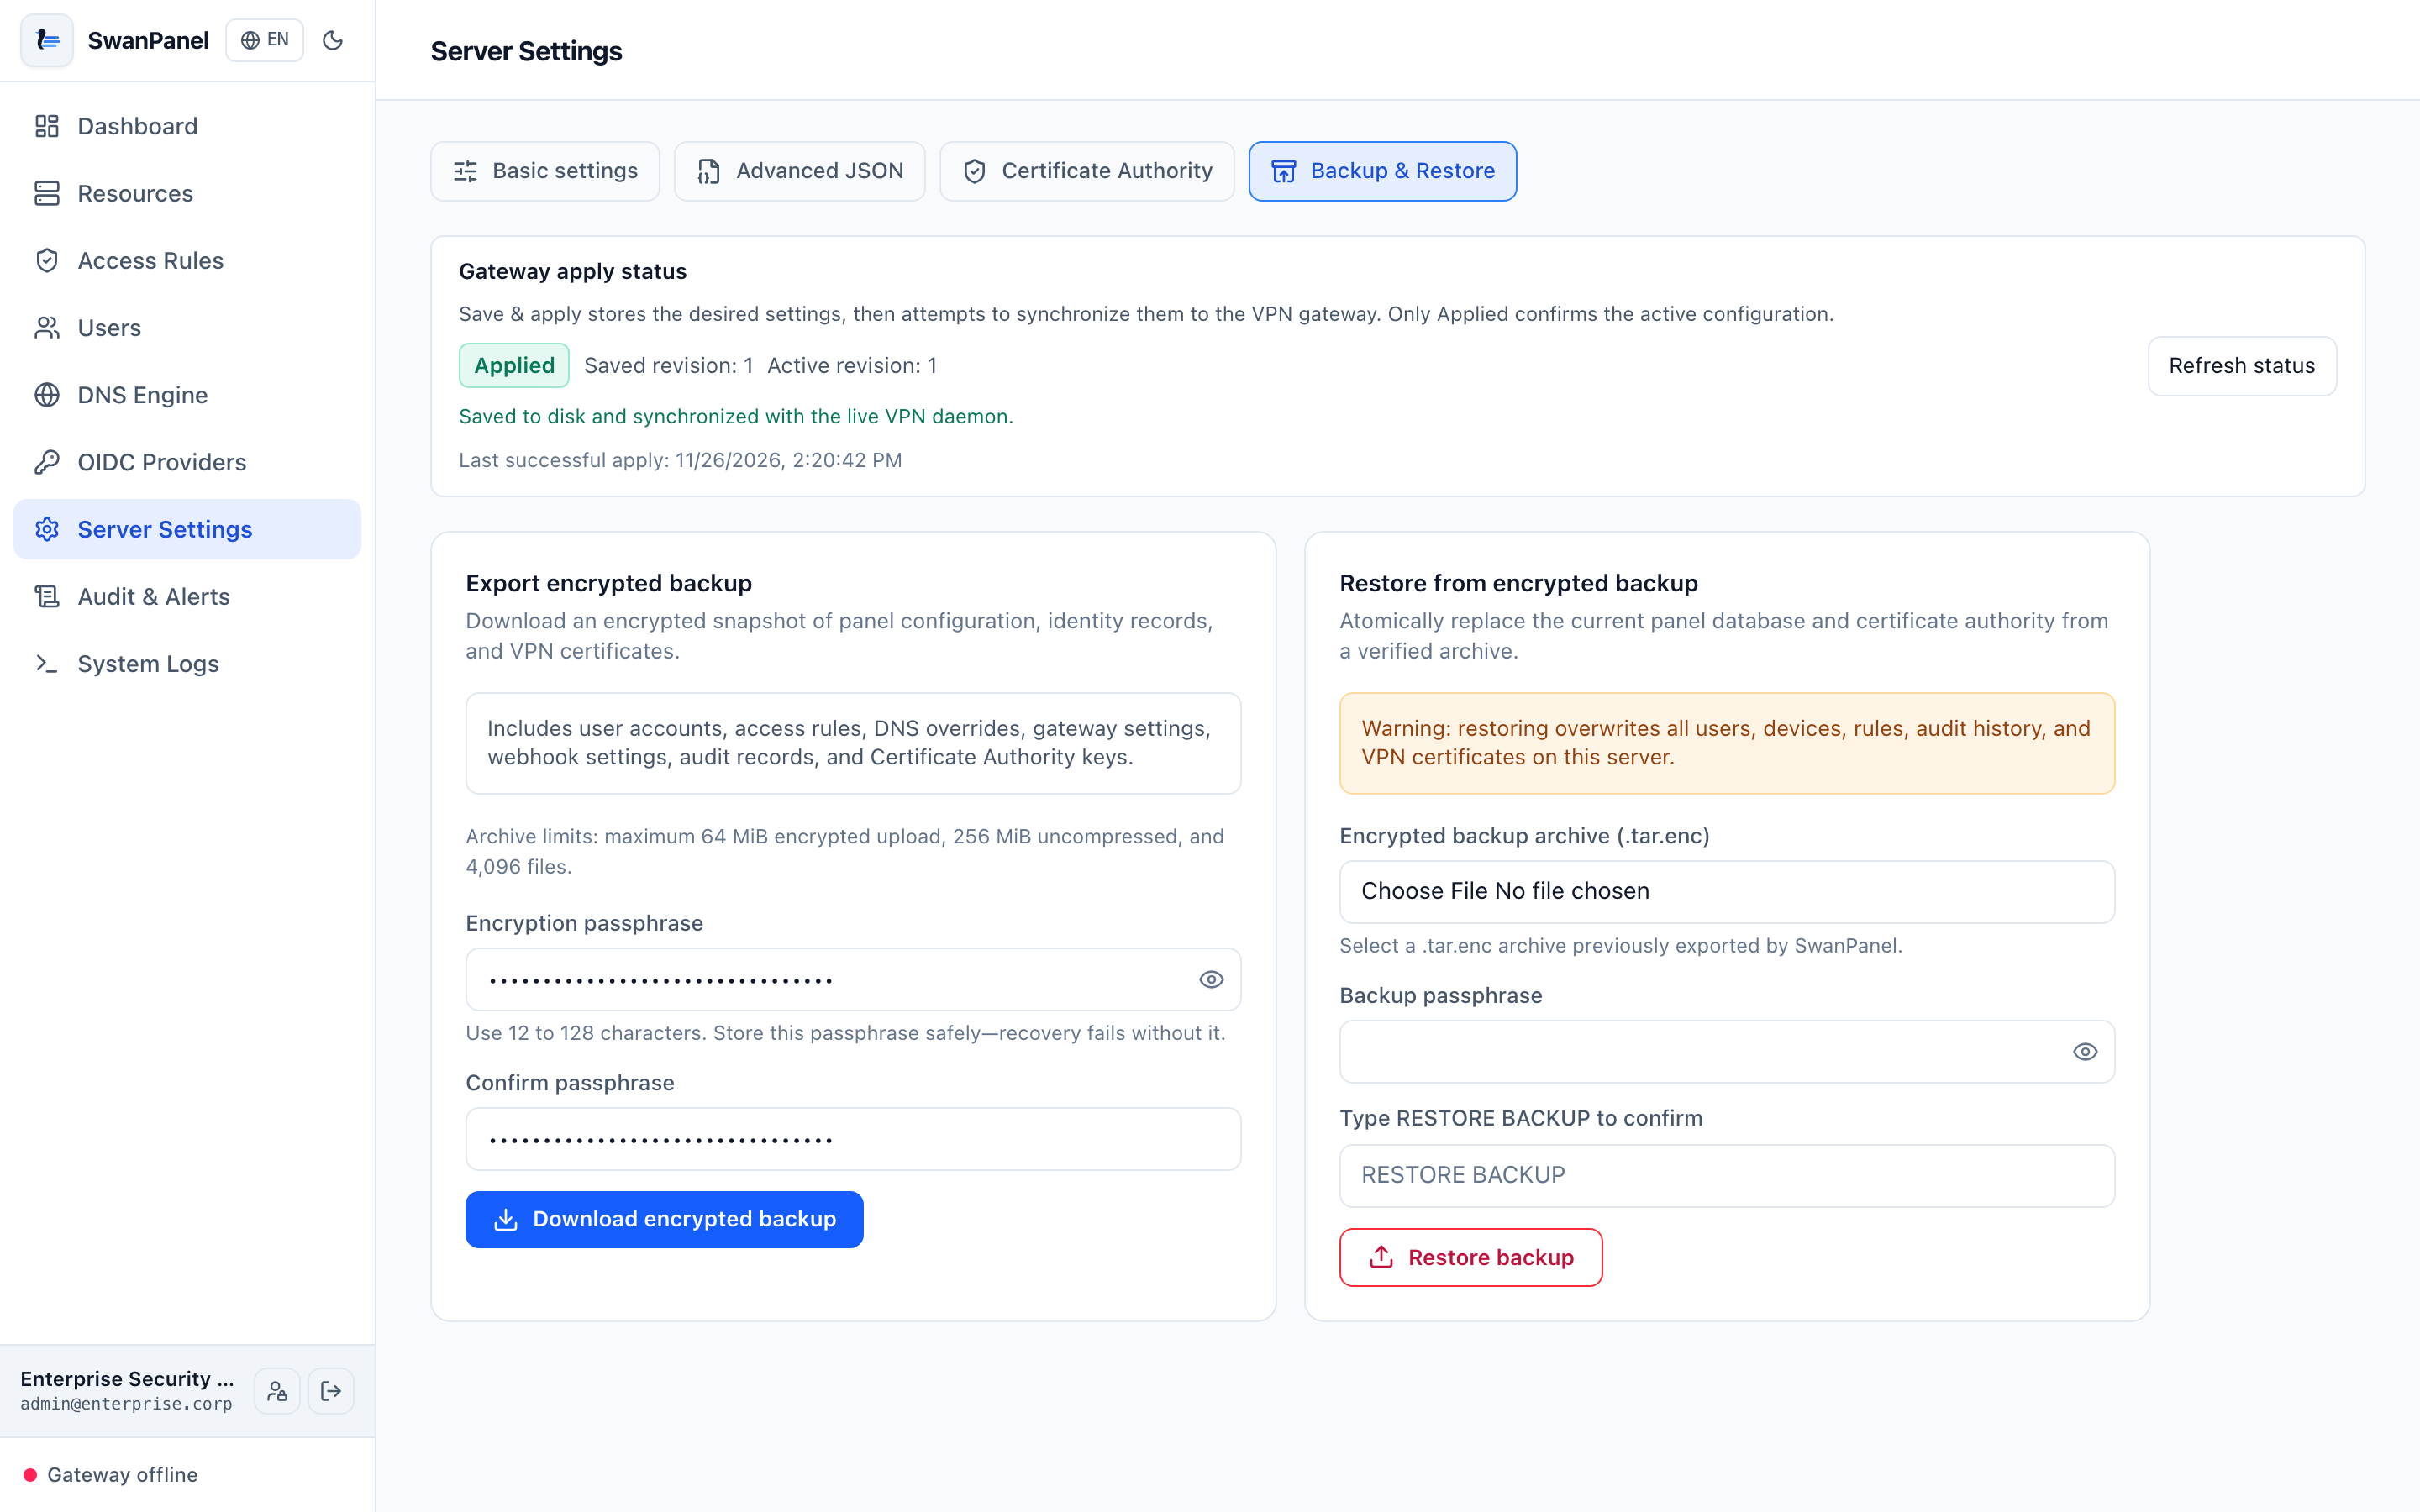 SwanPanel
EN
Dashboard
Resources
Access Rules
Users
DNS Engine
OIDC Providers
Server Settings
Audit & Alerts
System Logs
Enterprise Security ...
admin@enterprise.corp
Gateway offline
Server Settings
Basic settings
Advanced JSON
Certificate Authority
Backup & Restore
Gateway apply status
Save & apply stores the desired settings, then attempts to synchronize them to the VPN gateway. Only Applied confirms the active configuration.
Applied Saved revision: 1 Active revision: 1
Refresh status
Saved to disk and synchronized with the live VPN daemon.
Last successful apply: 11/26/2026, 2:20:42 PM
Export encrypted backup
Download an encrypted snapshot of panel configuration, identity records,
and VPN certificates.
Includes user accounts, access rules, DNS overrides, gateway settings,
webhook settings, audit records, and Certificate Authority keys.
Archive limits: maximum 64 MiB encrypted upload, 256 MiB uncompressed, and
4,096 files.
Encryption passphrase
••••••••••••••••••••••••••••••••
Use 12 to 128 characters. Store this passphrase safely—recovery fails without it.
Confirm passphrase
••••••••••••••••••••••••••••••••
Download encrypted backup
Restore from encrypted backup
Atomically replace the current panel database and certificate authority from
a verified archive.
Warning: restoring overwrites all users, devices, rules, audit history, and
VPN certificates on this server.
Encrypted backup archive (.tar.enc)
Choose File No file chosen
Select a .tar.enc archive previously exported by SwanPanel.
Backup passphrase
Type RESTORE BACKUP to confirm
RESTORE BACKUP
Restore backup